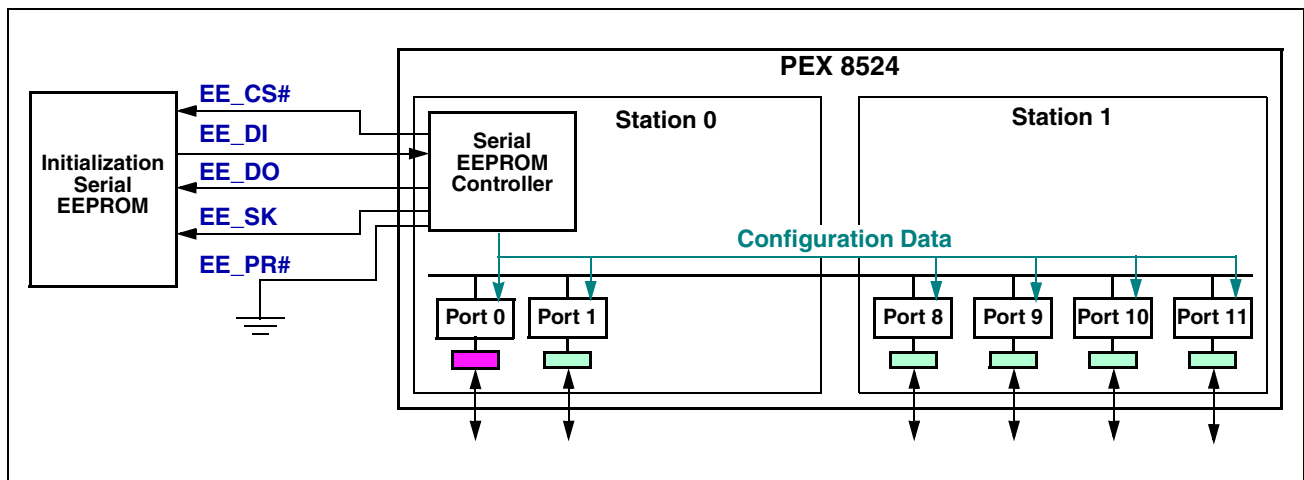 PEX 8524
Station 0
Station 1
EE_CS#
EE_DI
EE_DO
EE_SK
EE_PR#
Initialization
Serial
EEPROM
Serial
EEPROM
Controller
Configuration Data
Port 0
Port 1
Port 8
Port 9
Port 10
Port 11